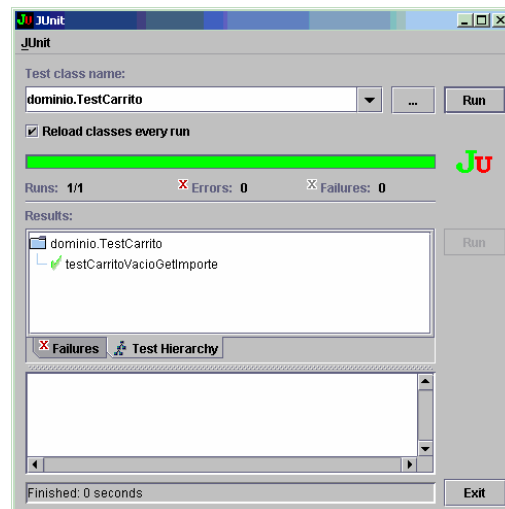 JU JUnit
JUnit
Test class name:
dominio.TestCarrito ... Run
Reload classes every run
JU
Runs: 1/1 X Errors: 0 X Failures: 0
Results:
dominio.TestCarrito Run
testCarritoVacioGetImporte
X Failures Test Hierarchy
Finished: 0 seconds Exit